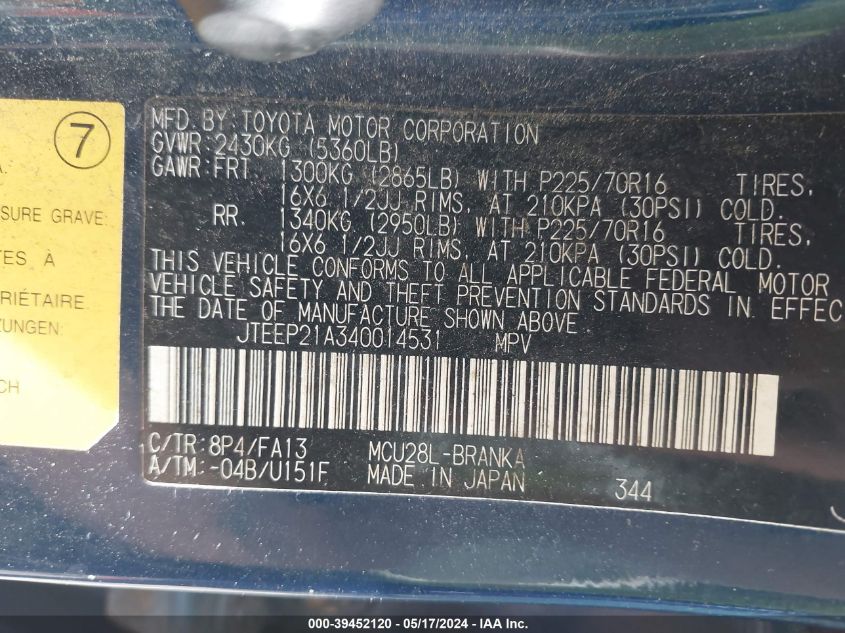 7
A.
SURE GRAVE:
TES À
PRIÉTAIRE
ZUNGEN:
CH
MFD. BY: TOYOTA MOTOR CORPORATION
GVWR: 2430KG (5360LB)
GAWR: FRT 1300KG (2865LB) WITH P225/70R16 TIRES,
16X6 1/2JJ RIMS, AT 210KPA (30PSI) COLD.
RR. 1340KG (2950LB) WITH P225/70R16 TIRES,
16X6 1/2JJ RIMS, AT 210KPA (30PSI) COLD.
THIS VEHICLE CONFORMS TO ALL APPLICABLE FEDERAL MOTOR
VEHICLE SAFETY AND THEFT PREVENTION STANDARDS IN EFFEC
THE DATE OF MANUFACTURE SHOWN ABOVE
JTEEP21A340014531 MPV
C/TR: 8P4/FA13 MCU28L-BRANKA
A/TM: -04B/U151F MADE IN JAPAN 344
000-39452120 - 05/17/2024 - IAAI.com